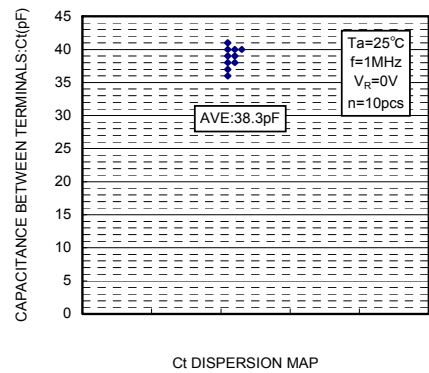 CAPACITANCE BETWEEN TERMINALS:Ct(pF)
45
40
35
30
25
20
15
10
5
0
Ta=25°C
f=1MHz
VR=0V
n=10pcs
AVE:38.3pF
Ct DISPERSION MAP